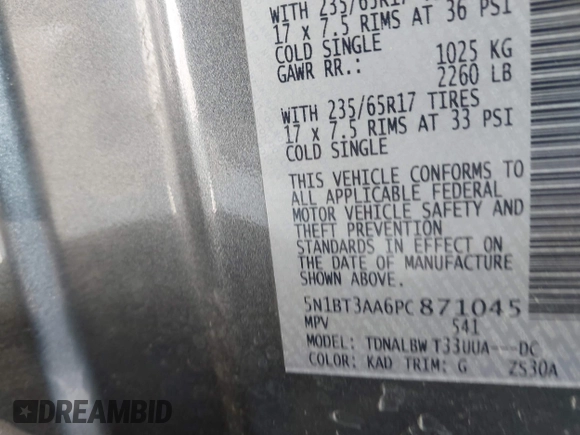 WITH 235/65R17
17 x 7.5 RIMS AT 36 PSI
COLD SINGLE
GAWR RR.: 1025 KG
2260 LB
WITH 235/65R17 TIRES
17 x 7.5 RIMS AT 33 PSI
COLD SINGLE
THIS VEHICLE CONFORMS TO
ALL APPLICABLE FEDERAL
MOTOR VEHICLE SAFETY AND
THEFT PREVENTION
STANDARDS IN EFFECT ON
THE DATE OF MANUFACTURE
SHOWN ABOVE.
5N1BT3AA6PC871045
MPV 541
MODEL: TDNALBW T33UUA---DC
COLOR: KAD TRIM: G ZS30A
DREAMBID